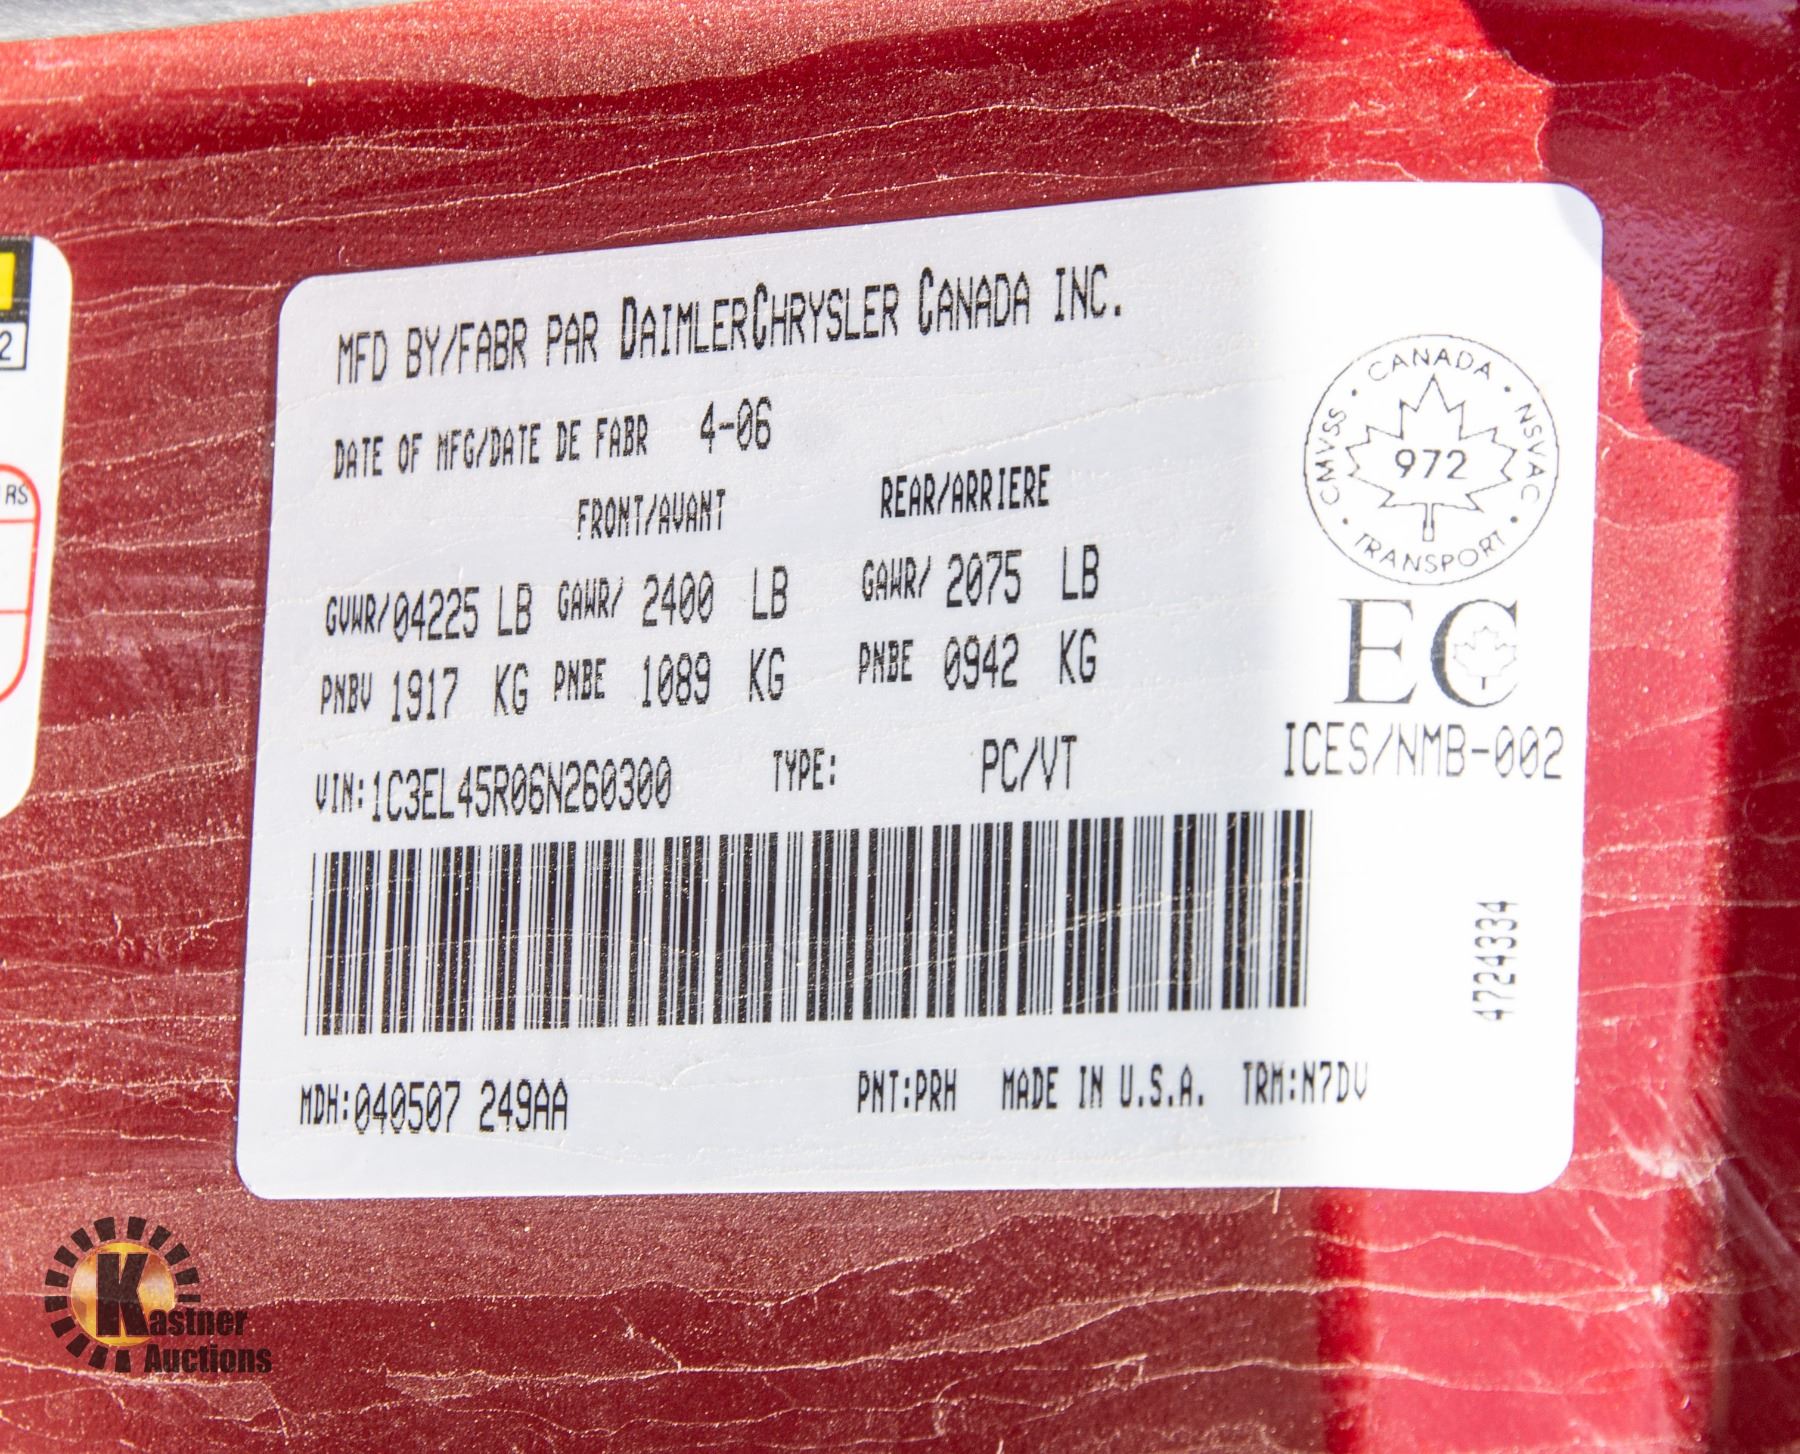 MFD BY/FABR PAR DAIMLERCHRYSLER CANADA INC.
DATE OF MFG/DATE DE FABR 4-06
FRONT/AVANT REAR/ARRIERE
GVWR/04225 LB GAWR/ 2400 LB GAWR/ 2075 LB
PNBV 1917 KG PNBE 1089 KG PNBE 0942 KG
VIN:1C3EL45R06N260300 TYPE: PC/VT
MDH:040507 249AA PNT:PRH MADE IN U.S.A. TRM:N7DV
CANADA
CMVSS · NSVAC
972
TRANSPORT
EC
ICES/NMB-002
4724334
2
RS
Kastner
Auctions